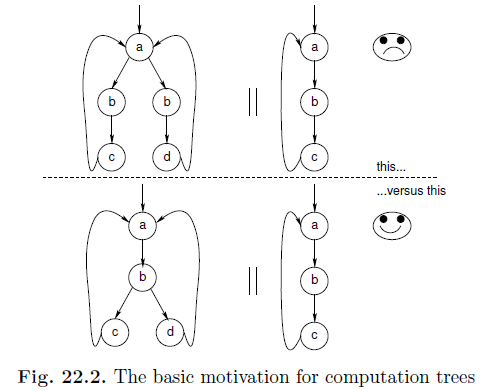 a
a
b
b
||
b
c
d
c
this...
...versus this
a
a
b
||
b
c
d
c
Fig. 22.2. The basic motivation for computation trees